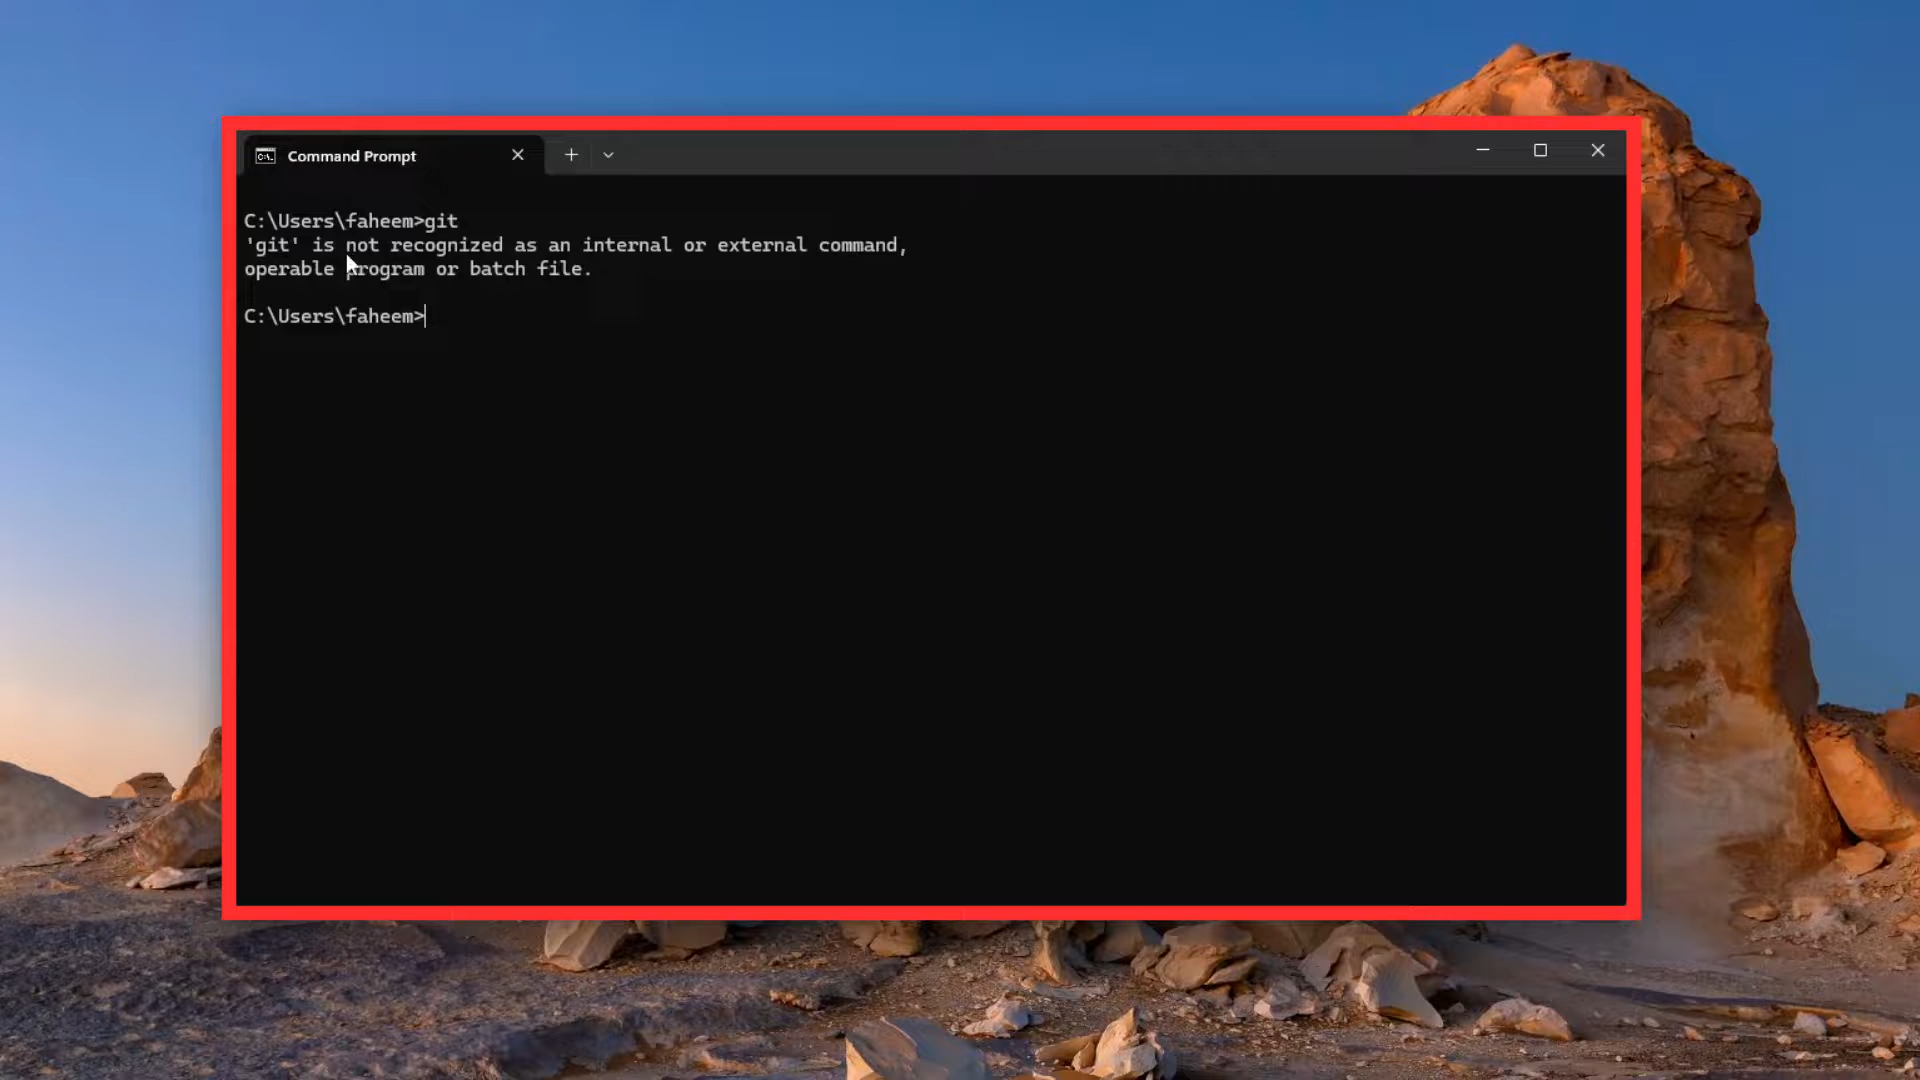 Command Prompt
C:\Users\faheem>git
'git' is not recognized as an internal or external command,
operable program or batch file.
C:\Users\faheem>